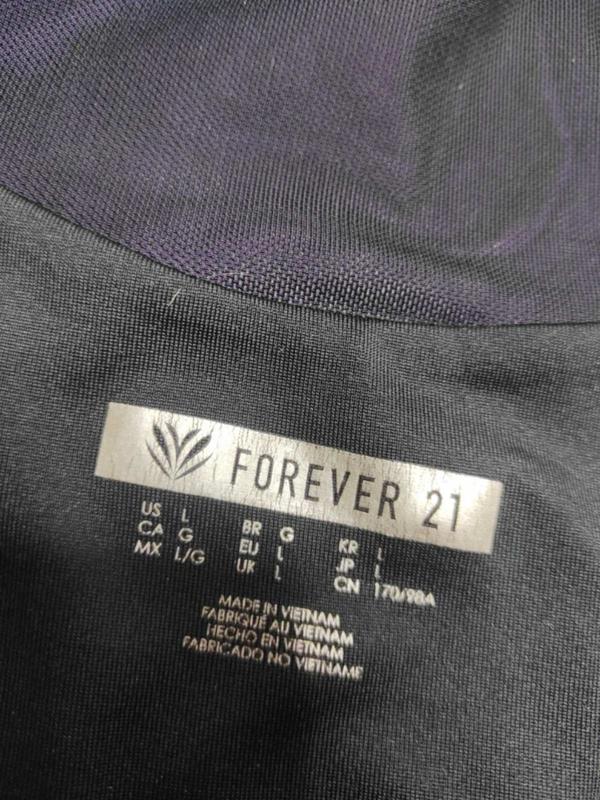 FOREVER 21
US L BR G KR L
CA G EU L JP L
MX L/G UK L CN 170/98A
MADE IN VIETNAM
FABRIQUÉ AU VIETNAM
HECHO EN VIETNAM
FABRICADO NO VIETNAME